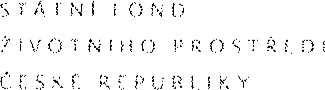 STÁTNÍ FOND
ŽIVOTNÍHO PROSTŘEDÍ
ČESKÉ REPUBLIKY